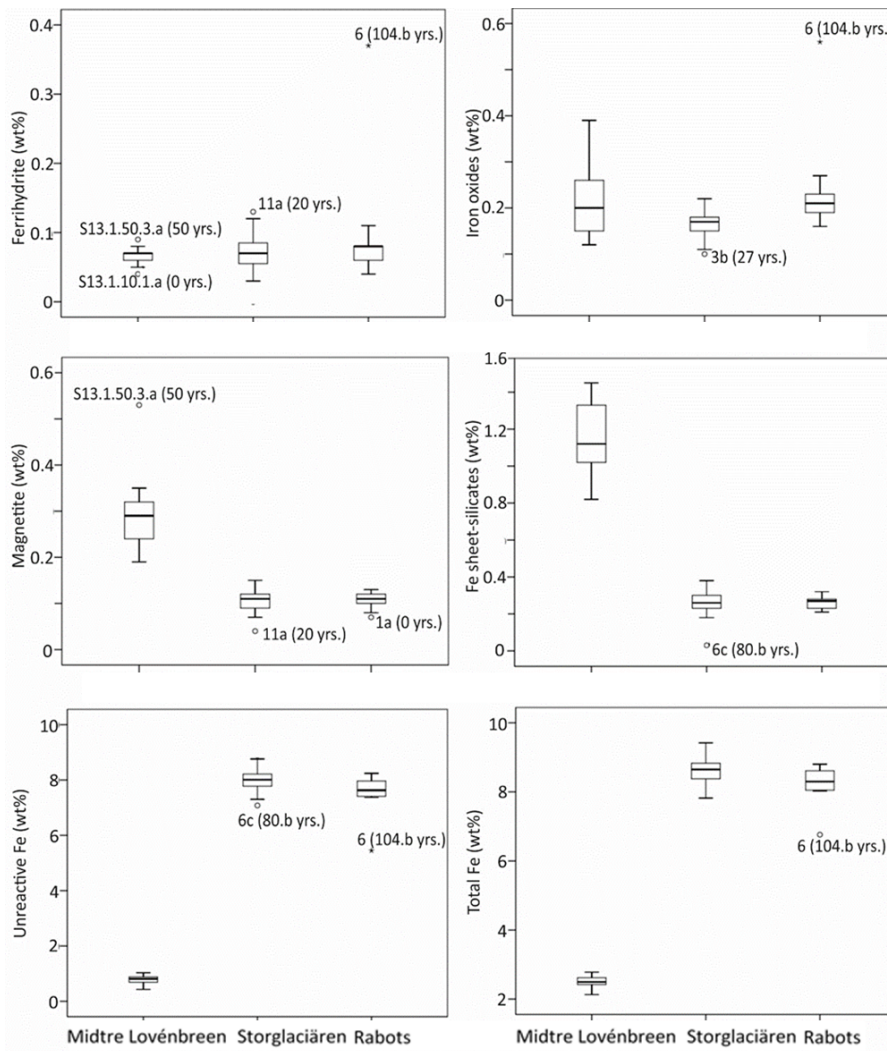 0.4
0.3
0.2
0.1
0
Ferrihydrite (wt%)
6 (104.b yrs.)
*
S13.1.50.3.a (50 yrs.)
S13.1.10.1.a (0 yrs.)
11a (20 yrs.)
0.6
0.4
0.2
0
Iron oxides (wt%)
6 (104.b yrs.)
*
3b (27 yrs.)
0.6
0.4
0.2
0
Magnetite (wt%)
S13.1.50.3.a (50 yrs.)
11a (20 yrs.)
1a (0 yrs.)
1.6
1.2
0.8
0.4
0
Fe sheet-silicates (wt%)
6c (80.b yrs.)
10
8
6
4
2
0
Unreactive Fe (wt%)
6c (80.b yrs.)
6 (104.b yrs.)
*
10
8
6
4
2
Total Fe (wt%)
6 (104.b yrs.)
Midtre Lovénbreen Storglaciären Rabots
Midtre Lovénbreen Storglaciären Rabots